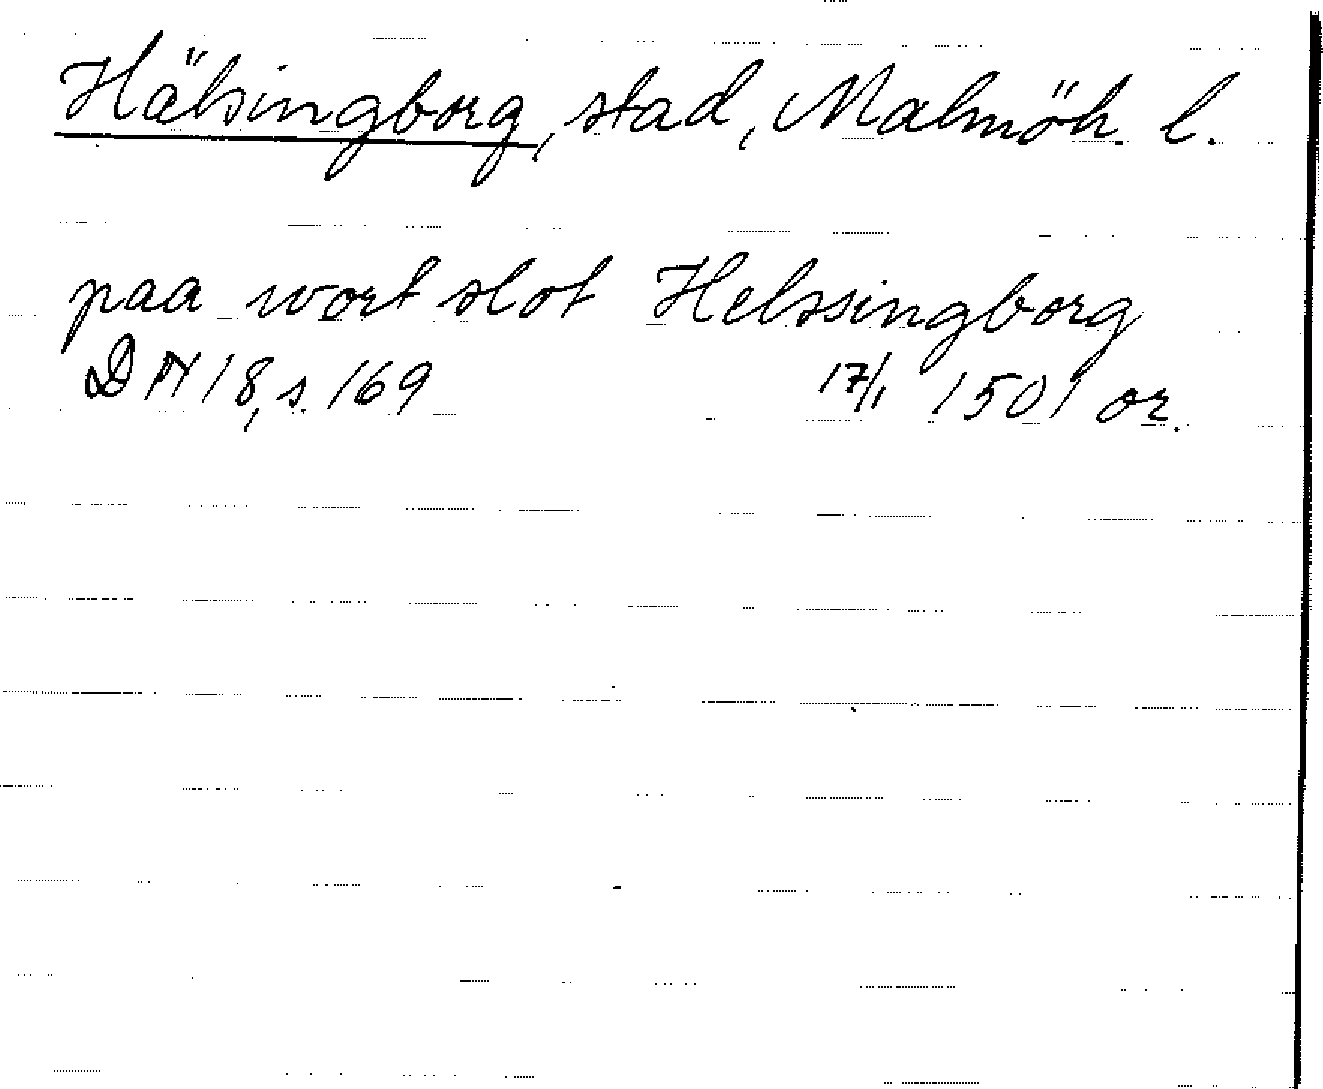 Hälsingborg, stad, Malmöh. l.
paa wort slot Helssingborg
DN 18, s. 169 17/1 1501 or.